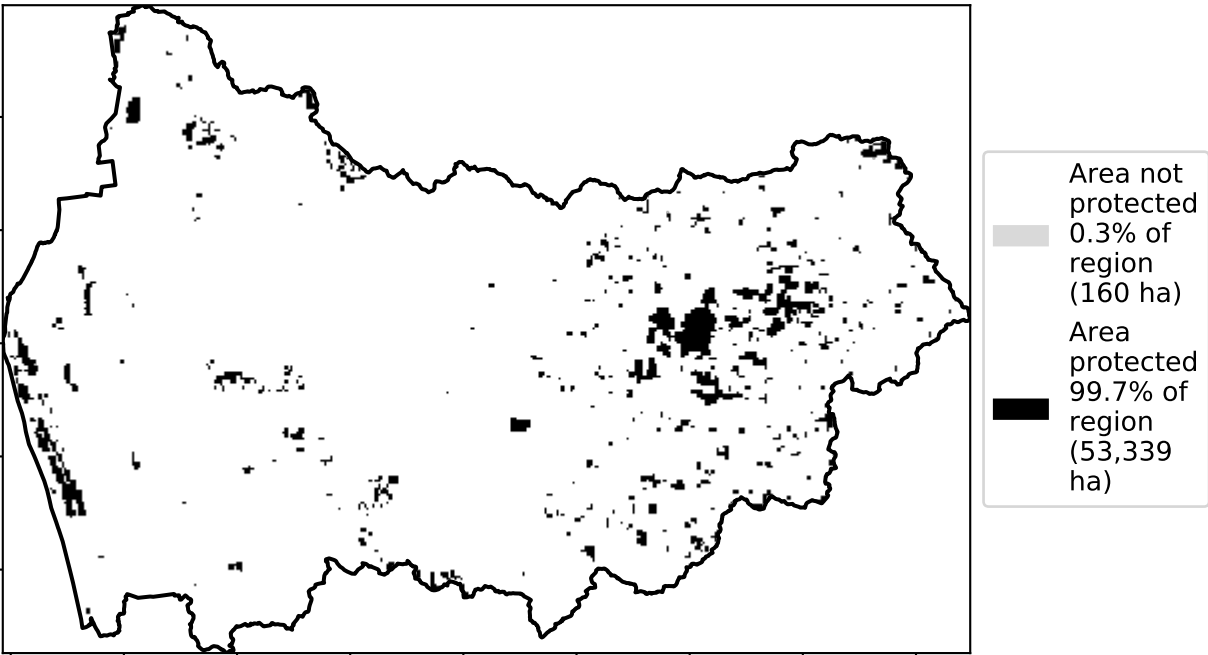 Area not
protected
0.3% of
region
(160 ha)
Area
protected
99.7% of
region
(53,339
ha)